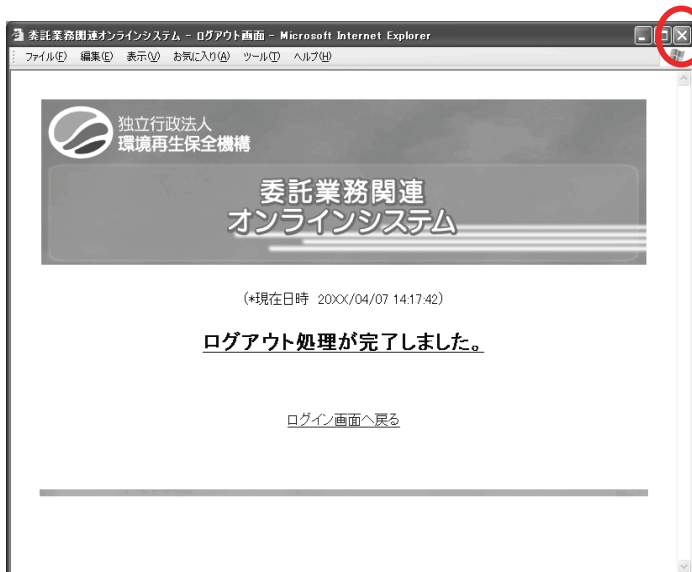 委託業務関連オンラインシステム - ログアウト画面 - Microsoft Internet Explorer
ファイル(F) 編集(E) 表示(V) お気に入り(A) ツール(T) ヘルプ(H)
独立行政法人
環境再生保全機構
委託業務関連
オンラインシステム
(*現在日時 20XX/04/07 14:17:42)
ログアウト処理が完了しました。
ログイン画面へ戻る